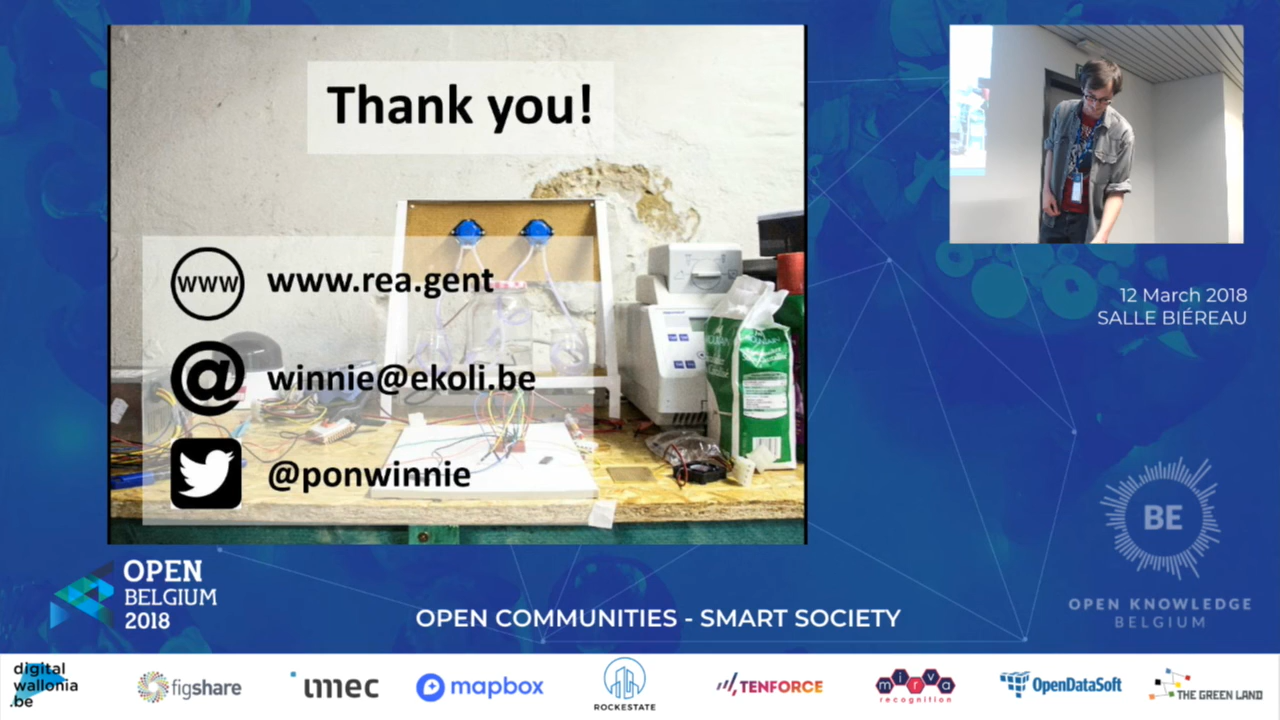 Thank you!
www
www.rea.gent
@
winnie@ekoli.be
@ponwinnie
12 March 2018
SALLE BIÉREAU
BE
OPEN KNOWLEDGE
BELGIUM
OPEN
BELGIUM
2018
OPEN COMMUNITIES - SMART SOCIETY
digital
wallonia
.be
figshare
imec
mapbox
ROCKESTATE
TENFORCE
mirva
recognition
OpenDataSoft
THE GREEN LAND